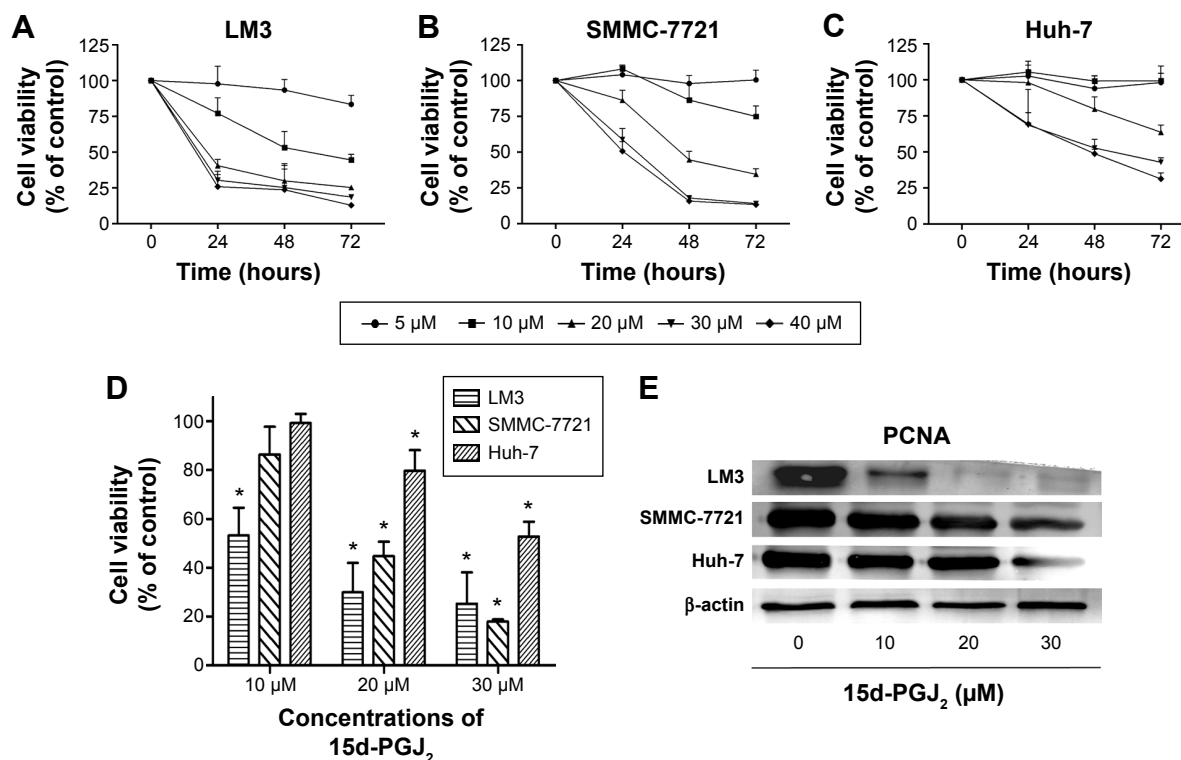 A
LM3
Cell viability
(% of control)
125
100
75
50
25
0
0 24 48 72
Time (hours)
B
SMMC-7721
Cell viability
(% of control)
125
100
75
50
25
0
0 24 48 72
Time (hours)
C
Huh-7
Cell viability
(% of control)
125
100
75
50
25
0
0 24 48 72
Time (hours)
5 µM 10 µM 20 µM 30 µM 40 µM
D
LM3
SMMC-7721
Huh-7
Cell viability
(% of control)
100
80
60
40
20
0
* * * * * * *
10 µM 20 µM 30 µM
Concentrations of
15d-PGJ₂
E
PCNA
LM3
SMMC-7721
Huh-7
β-actin
0 10 20 30
15d-PGJ₂ (µM)